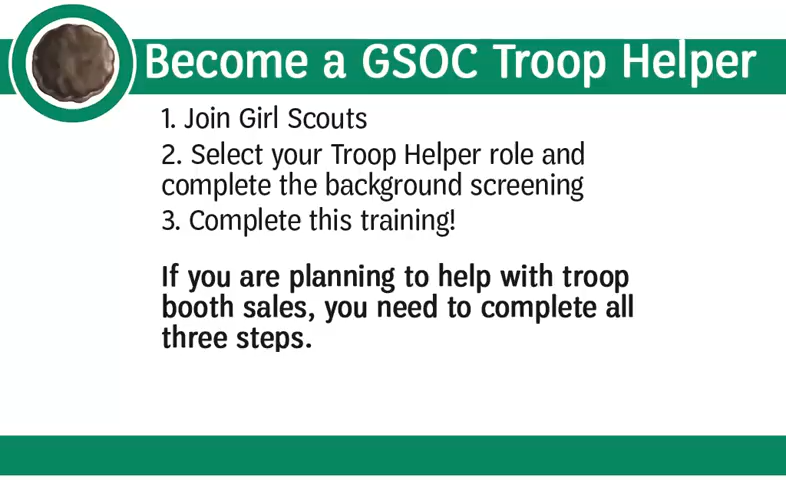 Become a GSOC Troop Helper
1. Join Girl Scouts
2. Select your Troop Helper role and
complete the background screening
3. Complete this training!
If you are planning to help with troop
booth sales, you need to complete all
three steps.